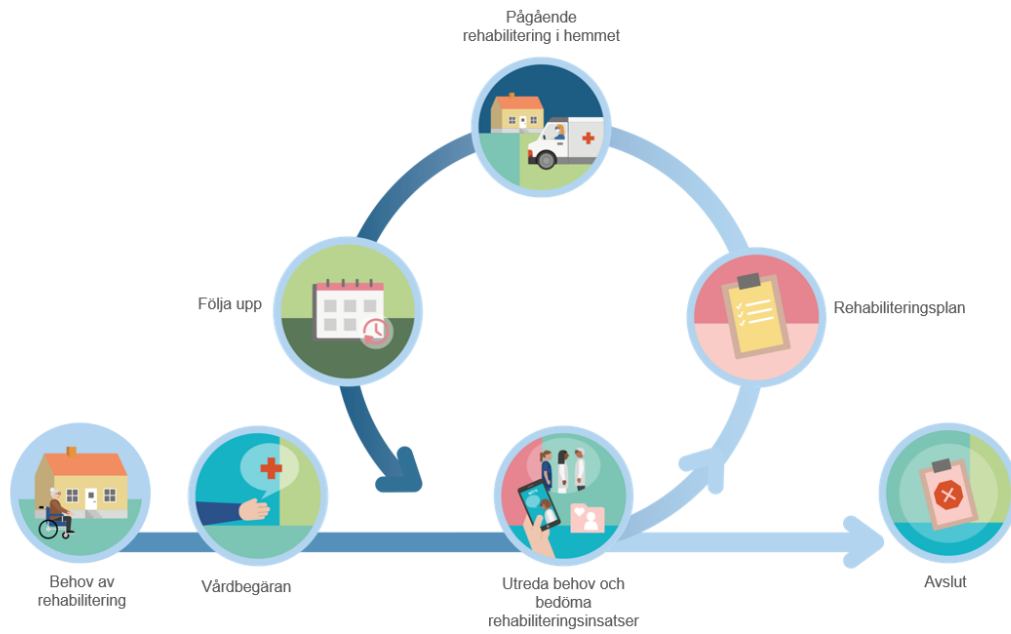 Pågående
rehabilitering i hemmet
Följa upp
Rehabiliteringsplan
Behov av
rehabilitering
Vårdbegäran
Utreda behov och
bedöma
rehabiliteringsinsatser
Avslut